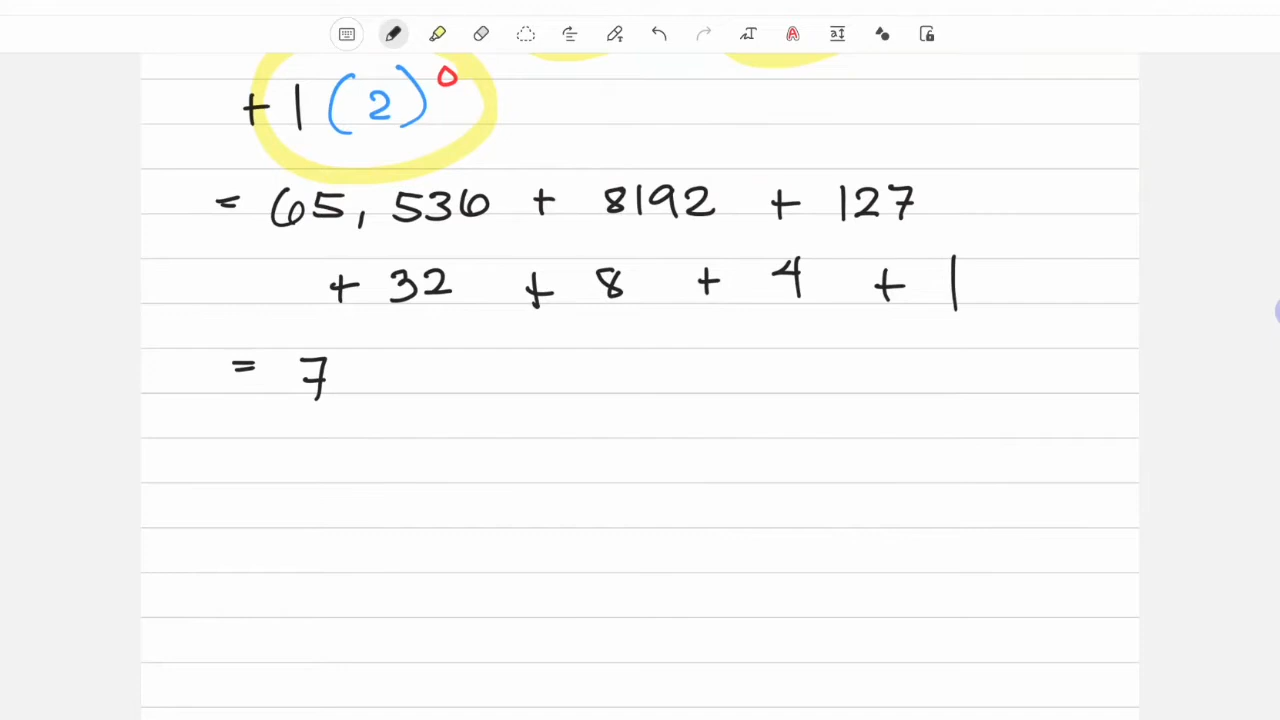 + 1 (2)⁰
= 65,536 + 8192 + 127
+ 32 + 8 + 4 + 1
= 7